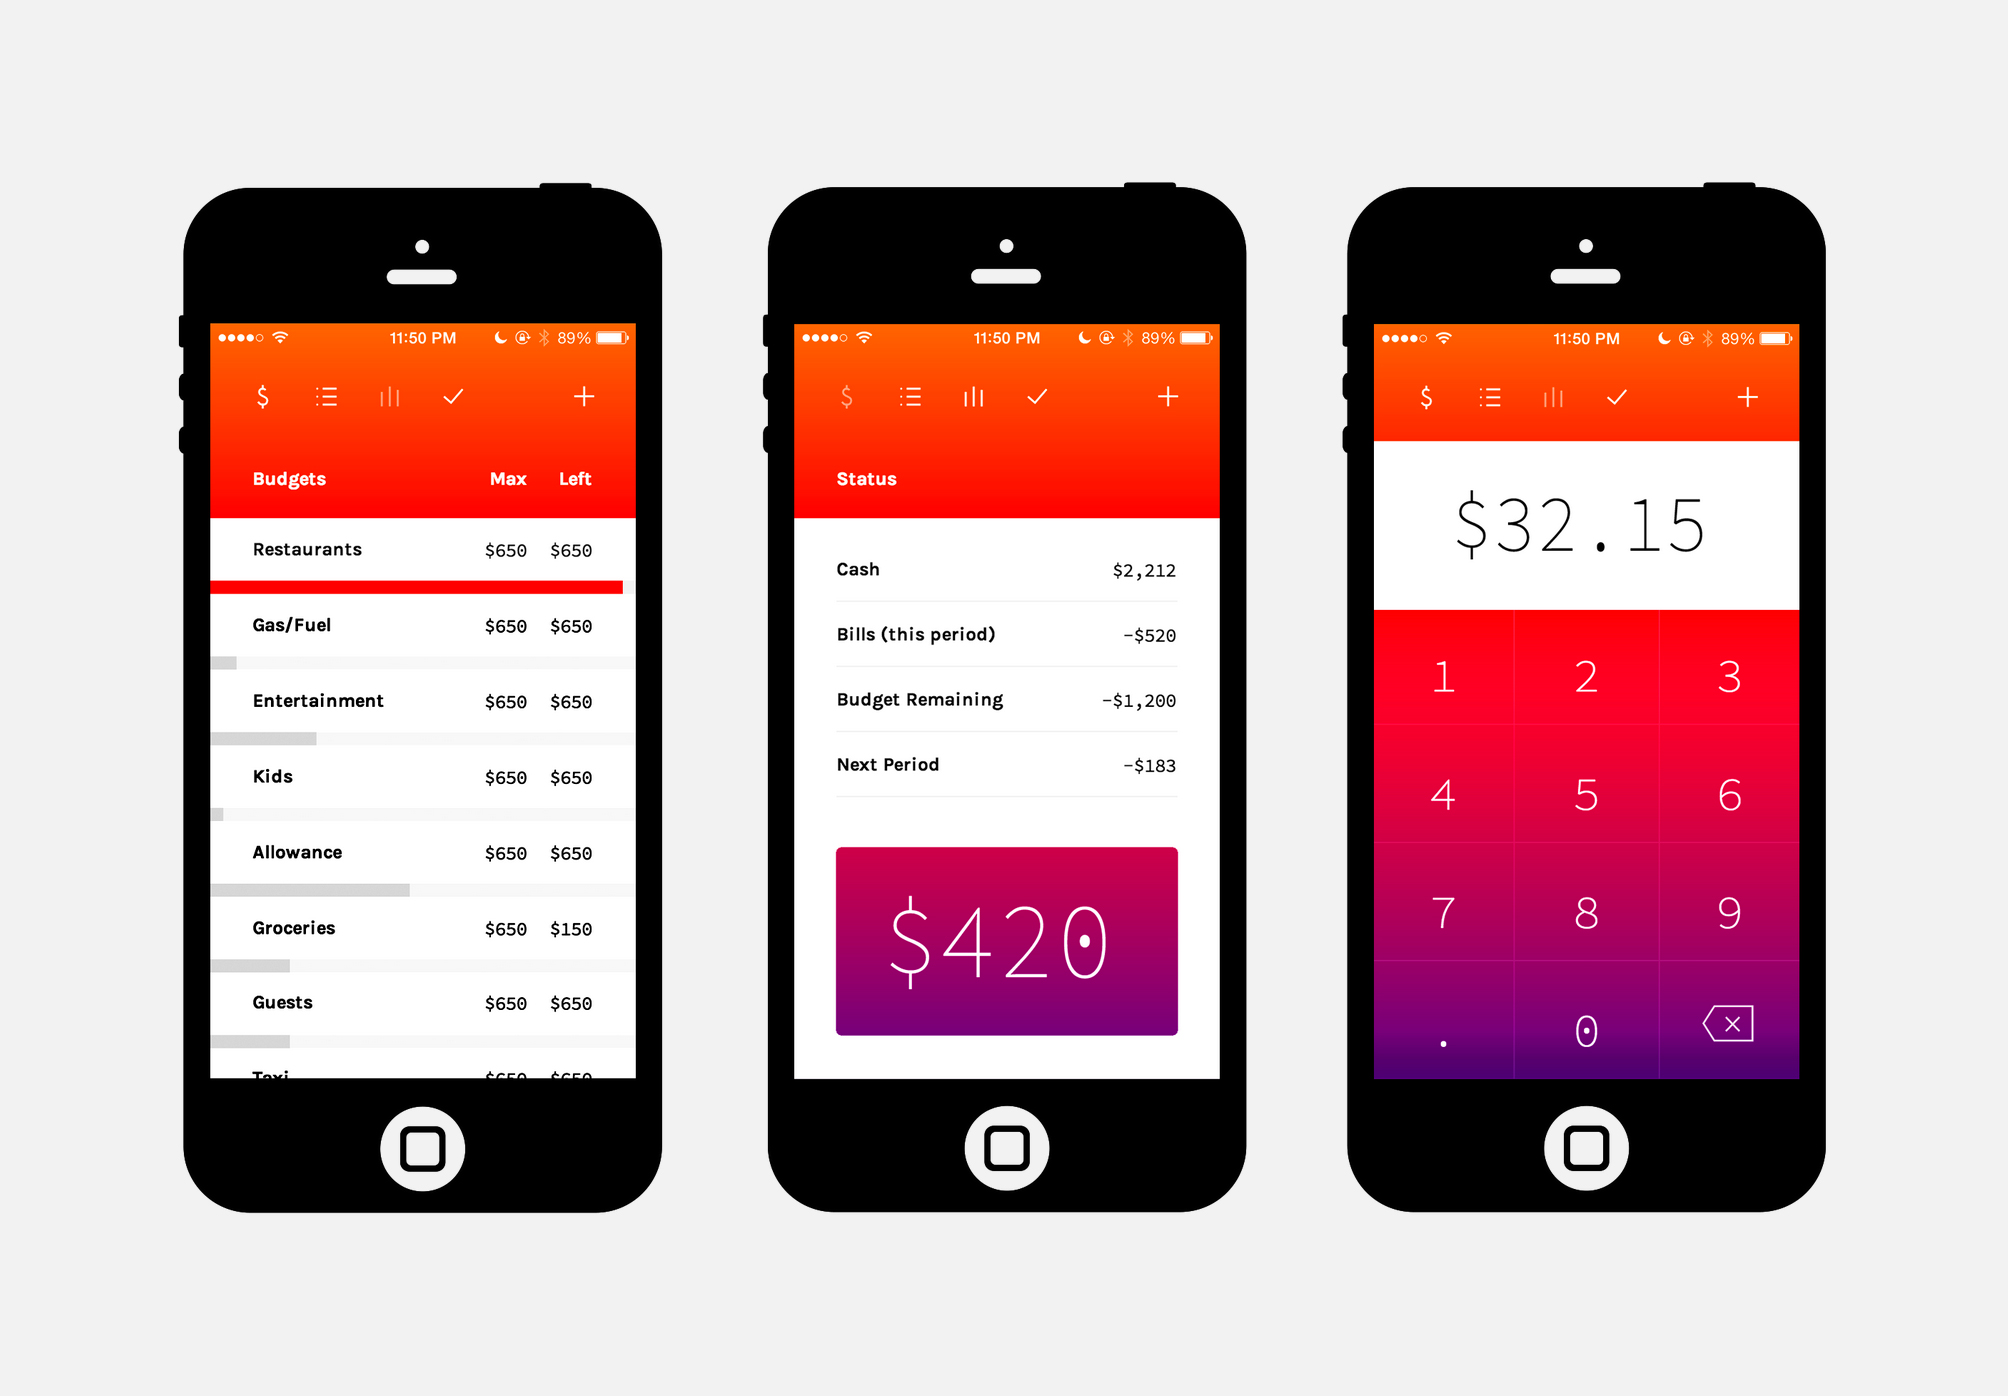 11:50 PM 89%
$ +
Budgets Max Left
Restaurants $650 $650
Gas/Fuel $650 $650
Entertainment $650 $650
Kids $650 $650
Allowance $650 $650
Groceries $650 $150
Guests $650 $650
Taxi $650 $650
11:50 PM 89%
$ +
Status
Cash $2,212
Bills (this period) -$520
Budget Remaining -$1,200
Next Period -$183
$420
11:50 PM 89%
$ +
$32.15
1 2 3
4 5 6
7 8 9
. 0